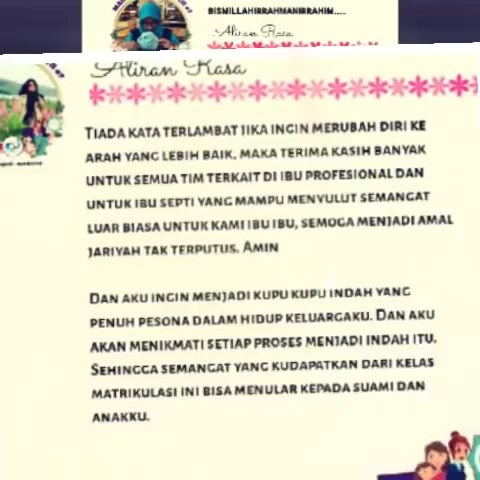 BISMILLAHIRRAHMANIRRAHIM....
Aliran Rasa
Aliran Rasa
TIADA KATA TERLAMBAT JIKA INGIN MERUBAH DIRI KE
ARAH YANG LEBIH BAIK. MAKA TERIMA KASIH BANYAK
UNTUK SEMUA TIM TERKAIT DI IBU PROFESIONAL DAN
UNTUK IBU SEPTI YANG MAMPU MENYULUT SEMANGAT
LUAR BIASA UNTUK KAMI IBU IBU, SEMOGA MENJADI AMAL
JARIYAH TAK TERPUTUS. AMIN
DAN AKU INGIN MENJADI KUPU KUPU INDAH YANG
PENUH PESONA DALAM HIDUP KELUARGAKU. DAN AKU
AKAN MENIKMATI SETIAP PROSES MENJADI INDAH ITU.
SEHINGGA SEMANGAT YANG KUDAPATKAN DARI KELAS
MATRIKULASI INI BISA MENULAR KEPADA SUAMI DAN
ANAKKU.